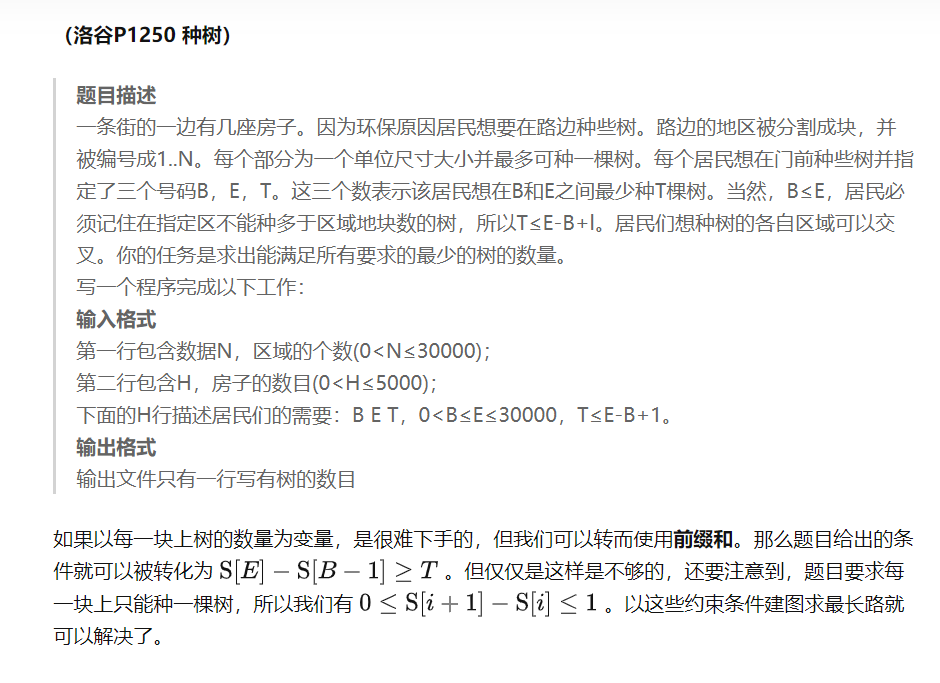 （洛谷P1250 种树）
题目描述
一条街的一边有几座房子。因为环保原因居民想要在路边种些树。路边的地区被分割成块，并
被编号成1..N。每个部分为一个单位尺寸大小并最多可种一棵树。每个居民想在门前种些树并指
定了三个号码B，E，T。这三个数表示该居民想在B和E之间最少种T棵树。当然，B≤E，居民必
须记住在指定区不能种多于区域地块数的树，所以T≤E-B+l。居民们想种树的各自区域可以交
叉。你的任务是求出能满足所有要求的最少的树的数量。
写一个程序完成以下工作：
输入格式
第一行包含数据N，区域的个数(0<N≤30000)；
第二行包含H，房子的数目(0<H≤5000)；
下面的H行描述居民们的需要：B E T，0<B≤E≤30000，T≤E-B+1。
输出格式
输出文件只有一行写有树的数目
如果以每一块上树的数量为变量，是很难下手的，但我们可以转而使用前缀和。那么题目给出的条
件就可以被转化为 S[E] − S[B − 1] ≥ T 。但仅仅是这样是不够的，还要注意到，题目要求每
一块上只能种一棵树，所以我们有 0 ≤ S[i + 1] − S[i] ≤ 1 。以这些约束条件建图求最长路就
可以解决了。